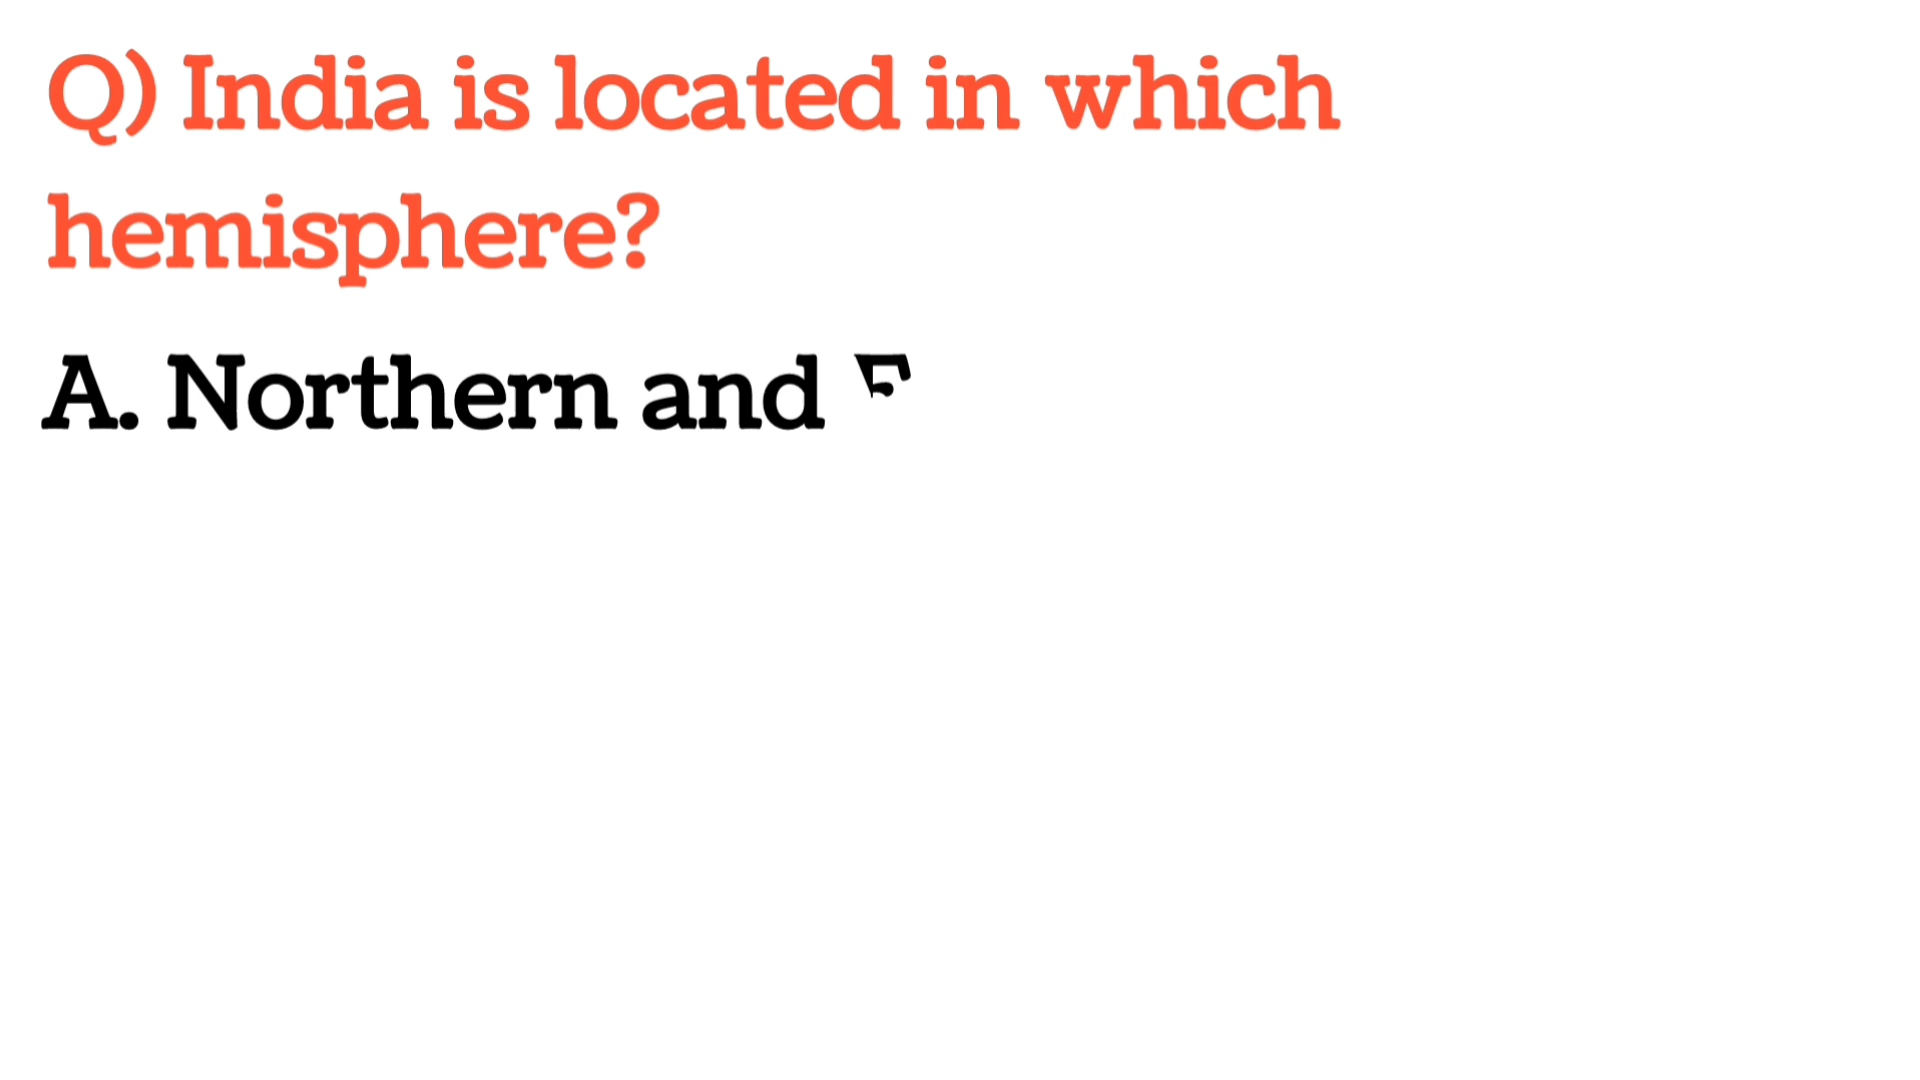 Q) India is located in which
hemisphere?
A. Northern and